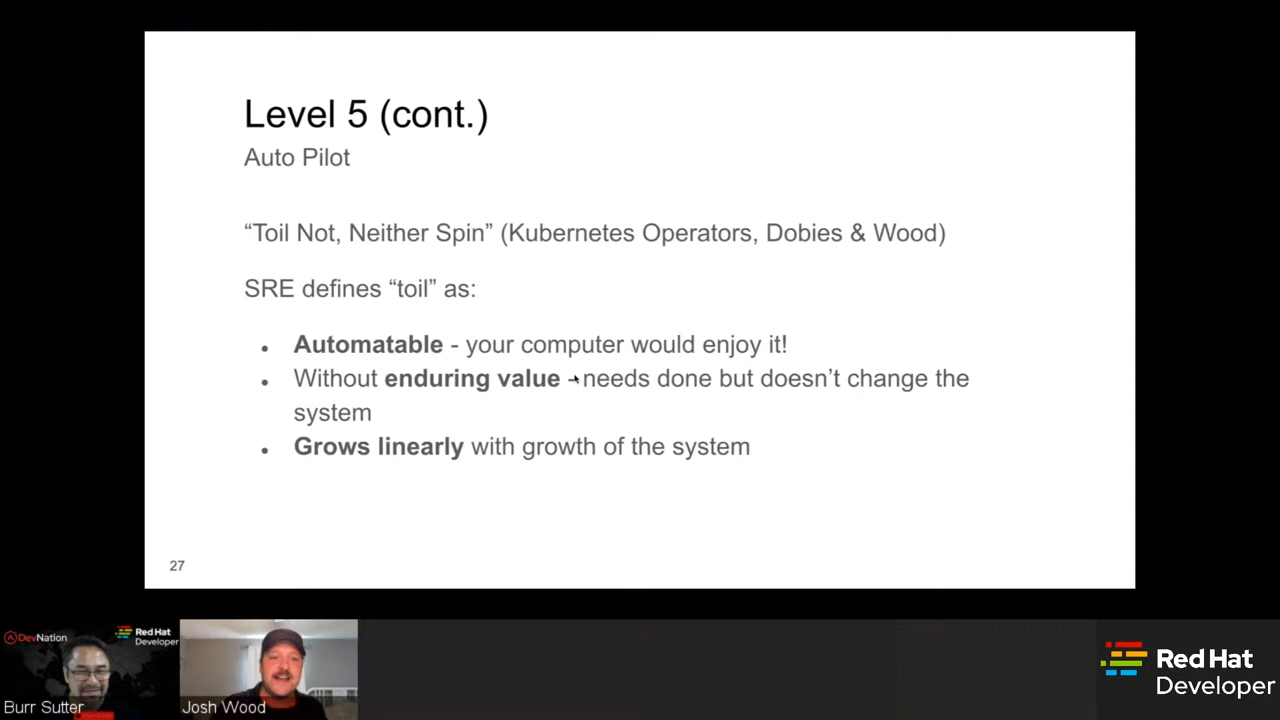 Level 5 (cont.)
Auto Pilot
“Toil Not, Neither Spin” (Kubernetes Operators, Dobies & Wood)
SRE defines “toil” as:
● Automatable - your computer would enjoy it!
● Without enduring value - needs done but doesn’t change the
system
● Grows linearly with growth of the system
27
DevNation
Red Hat
Developer
Burr Sutter
Josh Wood
Red Hat
Developer